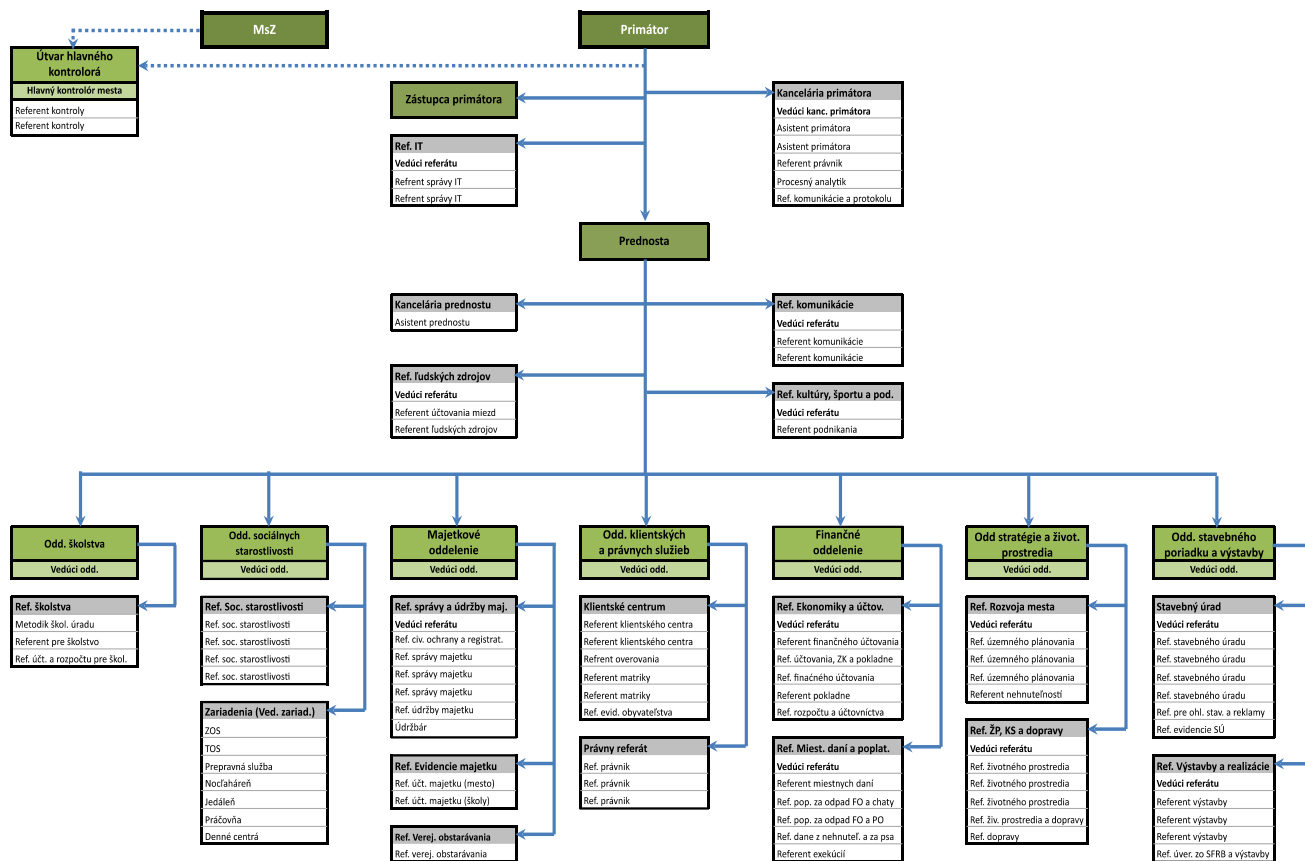 MsZ
Primátor
Útvar hlavného
kontrolorá
Hlavný kontrolór mesta
Referent kontroly
Referent kontroly
Zástupca primátora
Ref. IT
Vedúci referátu
Refrent správy IT
Refrent správy IT
Kancelária primátora
Vedúci kanc. primátora
Asistent primátora
Asistent primátora
Referent právnik
Procesný analytik
Ref. komunikácie a protokolu
Prednosta
Kancelária prednostu
Asistent prednostu
Ref. komunikácie
Vedúci referátu
Referent komunikácie
Referent komunikácie
Ref. ľudských zdrojov
Vedúci referátu
Referent účtovania miezd
Referent ľudských zdrojov
Ref. kultúry, športu a pod.
Vedúci referátu
Referent podnikania
Odd. školstva
Vedúci odd.
Ref. školstva
Metodik škol. úradu
Referent pre školstvo
Ref. účt. a rozpočtu pre škol.
Odd. sociálnych
starostlivosti
Vedúci odd.
Ref. Soc. starostlivosti
Ref. soc. starostlivosti
Ref. soc. starostlivosti
Ref. soc. starostlivosti
Ref. soc. starostlivosti
Zariadenia (Ved. zariad.)
ZOS
TOS
Prepravná služba
Nocľaháreň
Jedáleň
Práčovňa
Denné centrá
Majetkové
oddelenie
Vedúci odd.
Ref. správy a údržby maj.
Vedúci referátu
Ref. civ. ochrany a registrat.
Ref. správy majetku
Ref. správy majetku
Ref. správy majetku
Ref. údržby majetku
Údržbár
Ref. Evidencie majetku
Ref. účt. majetku (mesto)
Ref. účt. majetku (školy)
Ref. Verej. obstarávania
Ref. verej. obstarávania
Odd. klientských
a právnych služieb
Vedúci odd.
Klientské centrum
Referent klientského centra
Referent klientského centra
Refrent overovania
Referent matriky
Referent matriky
Ref. evid. obyvateľstva
Právny referát
Ref. právnik
Ref. právnik
Ref. právnik
Finančné
oddelenie
Vedúci odd.
Ref. Ekonomiky a účtov.
Vedúci referátu
Referent finančného účtovania
Ref. účtovania, ZK a pokladne
Ref. finaćného účtovania
Referent pokladne
Ref. rozpočtu a účtovníctva
Ref. Miest. daní a poplat.
Vedúci referátu
Referent miestnych daní
Ref. pop. za odpad FO a chaty
Ref. pop. za odpad FO a PO
Ref. dane z nehnuteľ. a za psa
Referent exekúcií
Odd stratégie a život.
prostredia
Vedúci odd.
Ref. Rozvoja mesta
Vedúci referátu
Ref. územného plánovania
Ref. územného plánovania
Ref. územného plánovania
Referent nehnuteľností
Ref. ŽP, KS a dopravy
Vedúci referátu
Ref. životného prostredia
Ref. životného prostredia
Ref. životného prostredia
Ref. živ. prostredia a dopravy
Ref. dopravy
Odd. stavebného
poriadku a výstavby
Vedúci odd.
Stavebný úrad
Vedúci referátu
Ref. stavebného úradu
Ref. stavebného úradu
Ref. stavebného úradu
Ref. stavebného úradu
Ref. pre ohl. stav. a reklamy
Ref. evidencie SÚ
Ref. Výstavby a realizácie
Vedúci referátu
Referent výstavby
Referent výstavby
Referent výstavby
Ref. úver. zo SFRB a výstavby